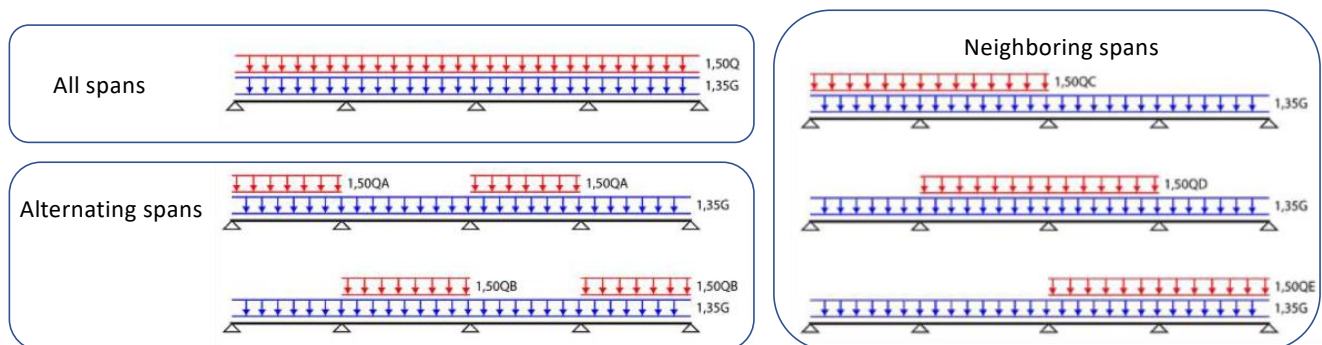 All spans
1,50Q
1,35G
Alternating spans
1,50QA
1,50QA
1,35G
1,50QB
1,50QB
1,35G
Neighboring spans
1,50QC
1,35G
1,50QD
1,35G
1,50QE
1,35G